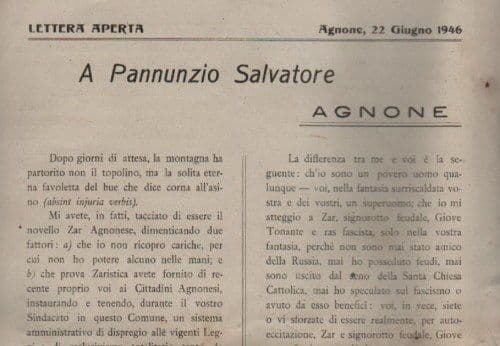 LETTERA APERTA
Agnone, 22 Giugno 1946
A Pannunzio Salvatore
AGNONE
Dopo giorni di attesa, la montagna ha
partorito non il topolino, ma la solita eter-
na favoletta del bue che dice corna all'asi-
no (absint injuria verbis).
Mi avete, in fatti, tacciato di essere il
novello Zar Agnonese, dimenticando due
fattori: a) che io non ricopro cariche, per
cui non ho potere alcuno nelle mani; e
b) che prova Zaristica avete fornito di re-
cente proprio voi ai Cittadini Agnonesi,
instaurando e tenendo, durante il vostro
Sindacato in questo Comune, un sistema
amministrativo di dispregio alle vigenti Leg-
La differenza tra me e voi è la se-
guente: ch'io sono un povero uomo qua-
lunque — voi, nella fantasia surriscaldata vo-
stra e dei vostri, un superuomo; che io mi
atteggio a Zar, signorotto feudale, Giove
Tonante e ras fascista, solo nella vostra
fantasia, perchè non sono mai stato amico
della Russia, mai ho posseduto feudi, mai
sono uscito dal seno della Santa Chiesa
Cattolica, mai ho speculato sul fascismo o
avuto da esso benefici: voi, in vece, siete
o vi sforzate di essere realmente, per auto-
eccitazione, Zar e signorotto feudale, perchè